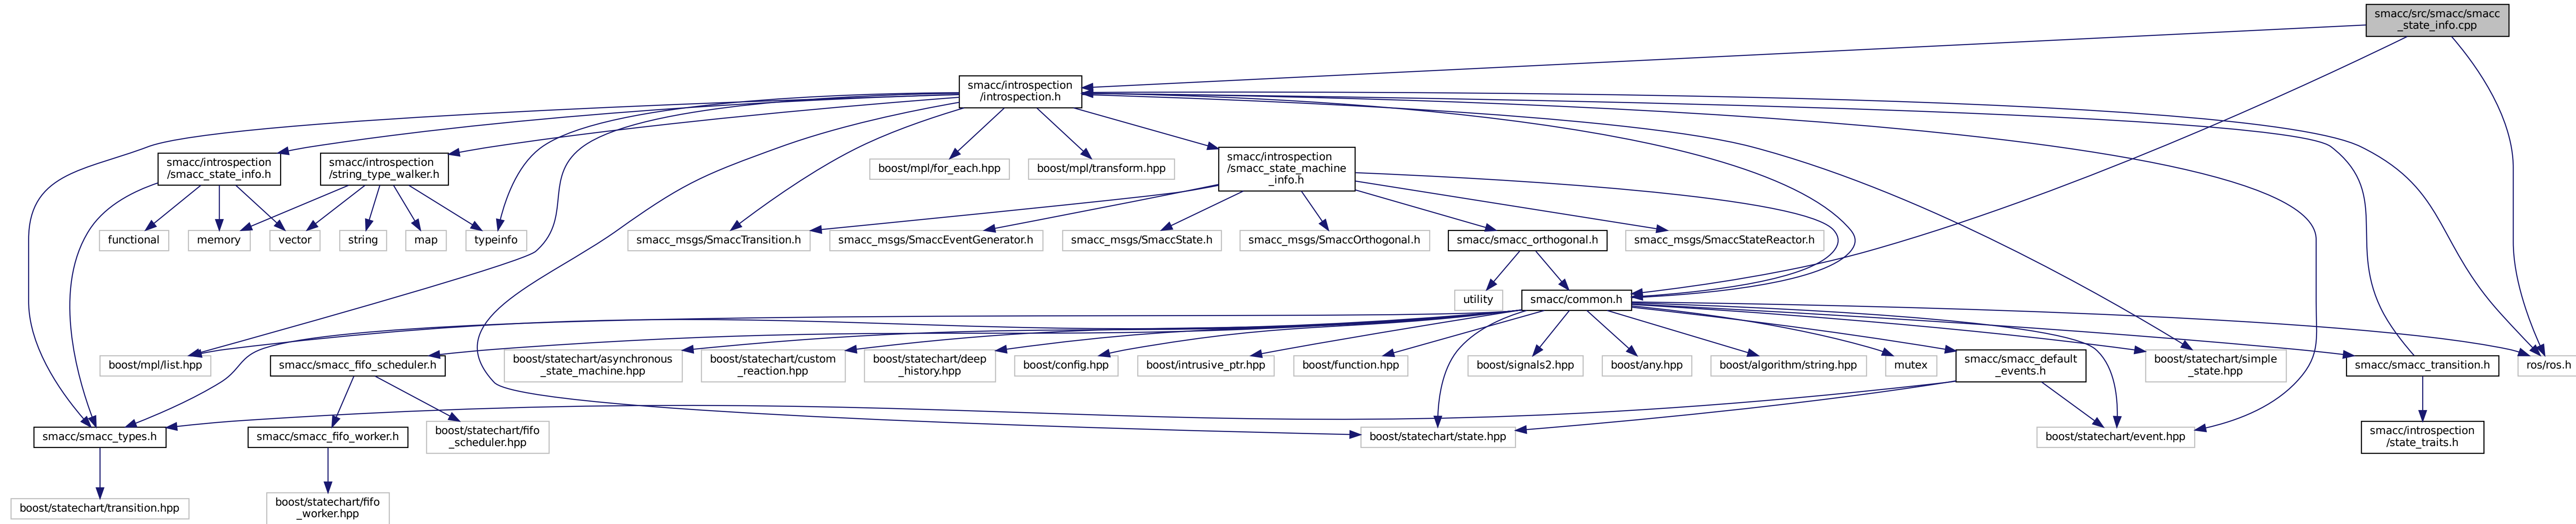 smacc/src/smacc/smacc
_state_info.cpp
smacc/introspection
/introspection.h
smacc/introspection
/smacc_state_info.h
smacc/introspection
/string_type_walker.h
boost/mpl/for_each.hpp
boost/mpl/transform.hpp
smacc/introspection
/smacc_state_machine
_info.h
functional
memory
vector
string
map
typeinfo
smacc_msgs/SmaccTransition.h
smacc_msgs/SmaccEventGenerator.h
smacc_msgs/SmaccState.h
smacc_msgs/SmaccOrthogonal.h
smacc/smacc_orthogonal.h
smacc_msgs/SmaccStateReactor.h
utility
smacc/common.h
boost/mpl/list.hpp
smacc/smacc_fifo_scheduler.h
boost/statechart/asynchronous
_state_machine.hpp
boost/statechart/custom
_reaction.hpp
boost/statechart/deep
_history.hpp
boost/config.hpp
boost/intrusive_ptr.hpp
boost/function.hpp
boost/signals2.hpp
boost/any.hpp
boost/algorithm/string.hpp
mutex
smacc/smacc_default
_events.h
boost/statechart/simple
_state.hpp
smacc/smacc_transition.h
ros/ros.h
smacc/smacc_types.h
smacc/smacc_fifo_worker.h
boost/statechart/fifo
_scheduler.hpp
boost/statechart/state.hpp
boost/statechart/event.hpp
smacc/introspection
/state_traits.h
boost/statechart/transition.hpp
boost/statechart/fifo
_worker.hpp